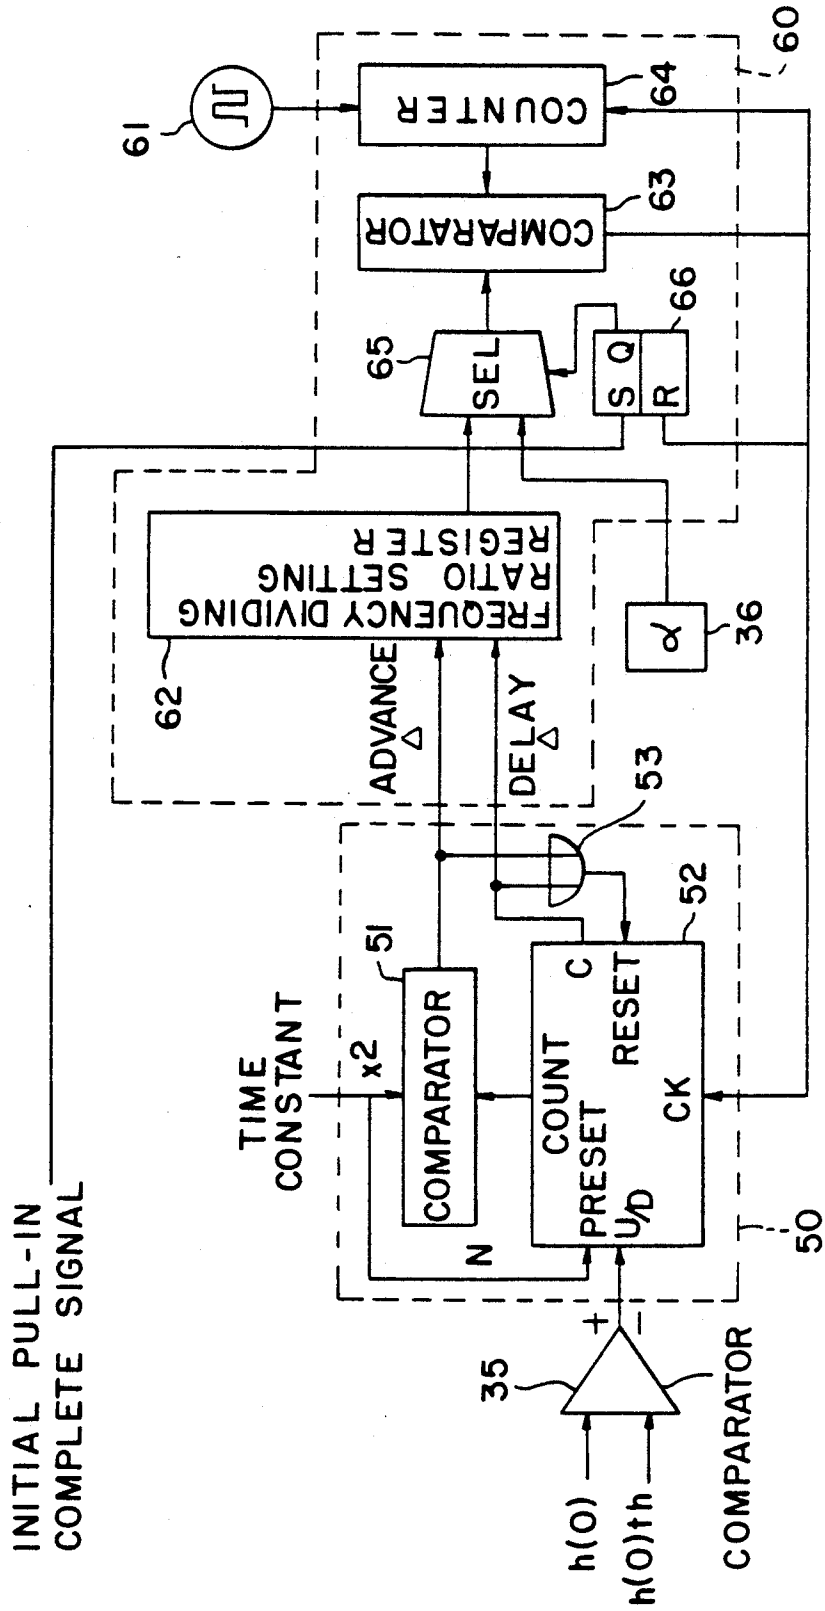 INITIAL PULL-IN
COMPLETE SIGNAL
TIME
CONSTANT
x2
N
51
COMPARATOR
COUNT
PRESET
U/D
C
RESET
CK
52
53
50
35
+
−
h(0)
h(0)th
COMPARATOR
ADVANCE
△
DELAY
△
62
FREQUENCY DIVIDING
RATIO SETTING
REGISTER
α
36
65
SEL
S Q
R
66
COMPARATOR
63
COUNTER
64
61
60